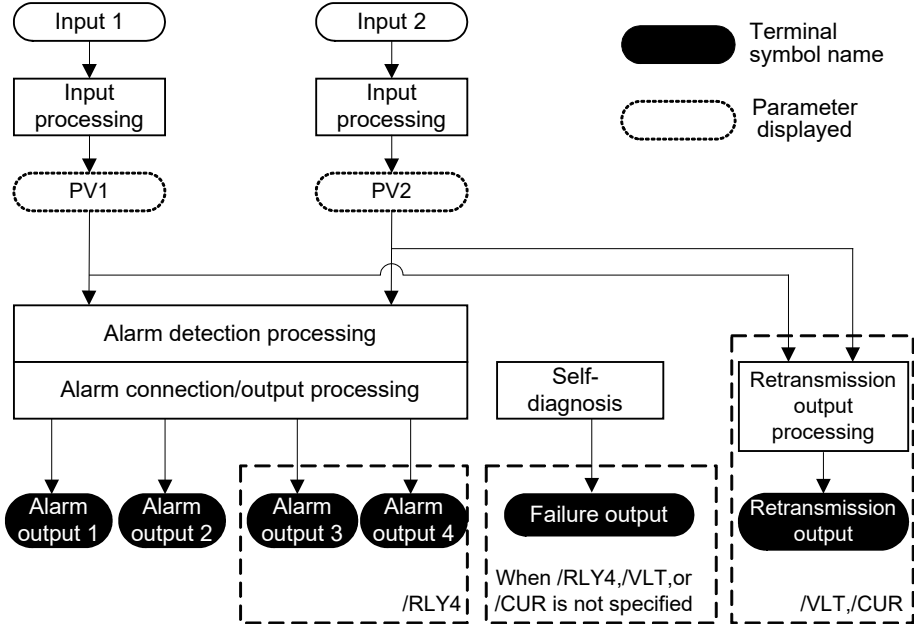 Input 1
Input 2
Terminal
symbol name
Input
processing
Input
processing
Parameter
displayed
PV1
PV2
Alarm detection processing
Alarm connection/output processing
Self-
diagnosis
Retransmission
output
processing
Alarm
output 1
Alarm
output 2
Alarm
output 3
Alarm
output 4
Failure output
Retransmission
output
/RLY4
When /RLY4,/VLT,or
/CUR is not specified
/VLT,/CUR